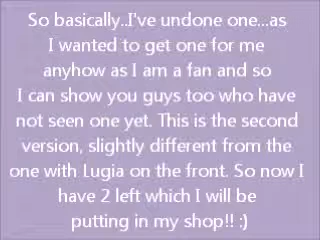 So basically..I've undone one...as
I wanted to get one for me
anyhow as I am a fan and so
I can show you guys too who have
not seen one yet. This is the second
version, slightly different from the
one with Lugia on the front. So now I
have 2 left which I will be
putting in my shop!! :)